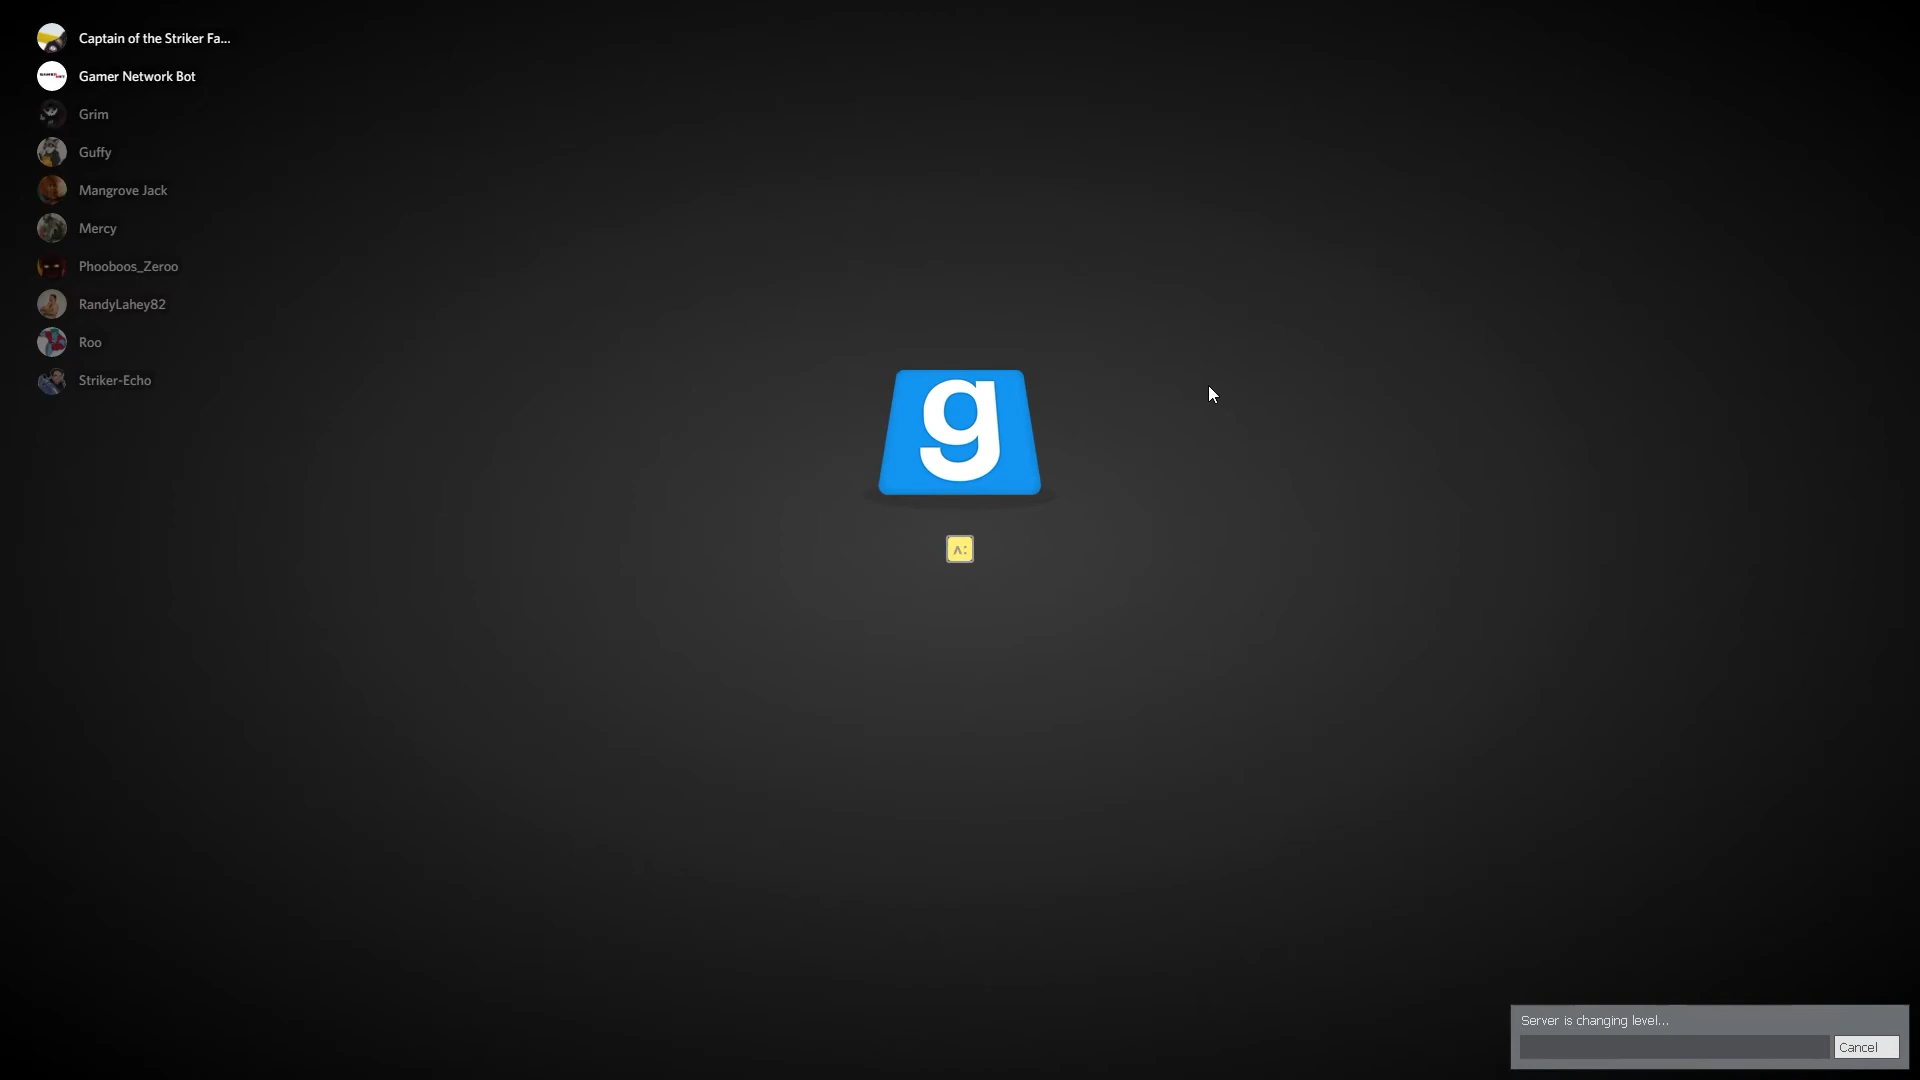 Captain of the Striker Fa...
Gamer Network Bot
Grim
Guffy
Mangrove Jack
Mercy
Phooboos_Zeroo
RandyLahey82
Roo
Striker-Echo
g
Server is changing level...
Cancel